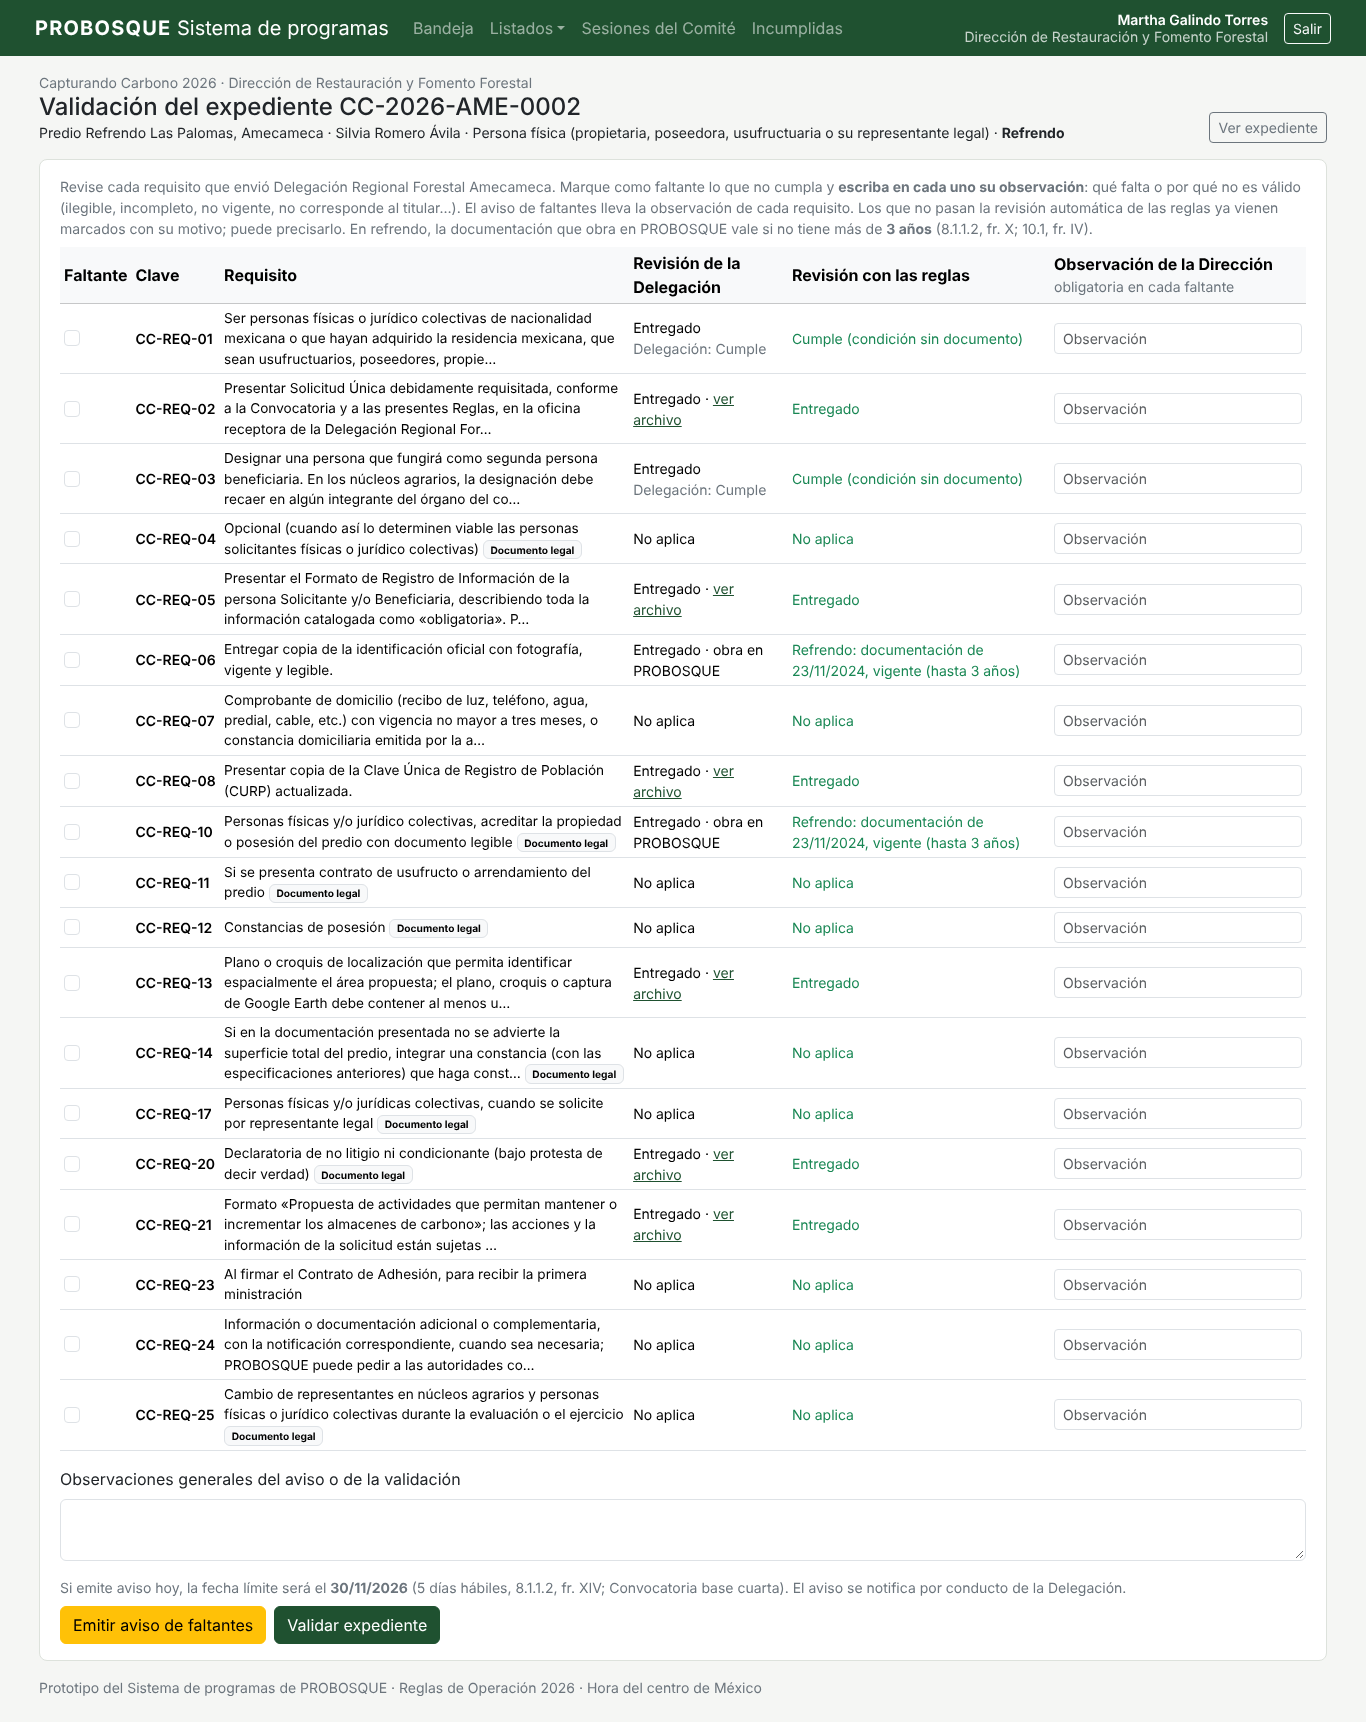 PROBOSQUE Sistema de programas
Bandeja
Listados
Sesiones del Comité
Incumplidas
Martha Galindo Torres
Dirección de Restauración y Fomento Forestal
Salir
Capturando Carbono 2026 · Dirección de Restauración y Fomento Forestal
Validación del expediente CC-2026-AME-0002
Predio Refrendo Las Palomas, Amecameca · Silvia Romero Ávila · Persona física (propietaria, poseedora, usufructuaria o su representante legal) · Refrendo
Ver expediente
Revise cada requisito que envió Delegación Regional Forestal Amecameca. Marque como faltante lo que no cumpla y escriba en cada uno su observación: qué falta o por qué no es válido
(ilegible, incompleto, no vigente, no corresponde al titular...). El aviso de faltantes lleva la observación de cada requisito. Los que no pasan la revisión automática de las reglas ya vienen
marcados con su motivo; puede precisarlo. En refrendo, la documentación que obra en PROBOSQUE vale si no tiene más de 3 años (8.1.1.2, fr. X; 10.1, fr. IV).
Faltante
Clave
Requisito
Revisión de la
Delegación
Revisión con las reglas
Observación de la Dirección
obligatoria en cada faltante
CC-REQ-01
Ser personas físicas o jurídico colectivas de nacionalidad
mexicana o que hayan adquirido la residencia mexicana, que
sean usufructuarios, poseedores, propie...
Entregado
Delegación: Cumple
Cumple (condición sin documento)
Observación
CC-REQ-02
Presentar Solicitud Única debidamente requisitada, conforme
a la Convocatoria y a las presentes Reglas, en la oficina
receptora de la Delegación Regional For...
Entregado · ver
archivo
Entregado
Observación
CC-REQ-03
Designar una persona que fungirá como segunda persona
beneficiaria. En los núcleos agrarios, la designación debe
recaer en algún integrante del órgano del co...
Entregado
Delegación: Cumple
Cumple (condición sin documento)
Observación
CC-REQ-04
Opcional (cuando así lo determinen viable las personas
solicitantes físicas o jurídico colectivas) Documento legal
No aplica
No aplica
Observación
CC-REQ-05
Presentar el Formato de Registro de Información de la
persona Solicitante y/o Beneficiaria, describiendo toda la
información catalogada como «obligatoria». P...
Entregado · ver
archivo
Entregado
Observación
CC-REQ-06
Entregar copia de la identificación oficial con fotografía,
vigente y legible.
Entregado · obra en
PROBOSQUE
Refrendo: documentación de
23/11/2024, vigente (hasta 3 años)
Observación
CC-REQ-07
Comprobante de domicilio (recibo de luz, teléfono, agua,
predial, cable, etc.) con vigencia no mayor a tres meses, o
constancia domiciliaria emitida por la a...
No aplica
No aplica
Observación
CC-REQ-08
Presentar copia de la Clave Única de Registro de Población
(CURP) actualizada.
Entregado · ver
archivo
Entregado
Observación
CC-REQ-10
Personas físicas y/o jurídico colectivas, acreditar la propiedad
o posesión del predio con documento legible Documento legal
Entregado · obra en
PROBOSQUE
Refrendo: documentación de
23/11/2024, vigente (hasta 3 años)
Observación
CC-REQ-11
Si se presenta contrato de usufructo o arrendamiento del
predio Documento legal
No aplica
No aplica
Observación
CC-REQ-12
Constancias de posesión Documento legal
No aplica
No aplica
Observación
CC-REQ-13
Plano o croquis de localización que permita identificar
espacialmente el área propuesta; el plano, croquis o captura
de Google Earth debe contener al menos u...
Entregado · ver
archivo
Entregado
Observación
CC-REQ-14
Si en la documentación presentada no se advierte la
superficie total del predio, integrar una constancia (con las
especificaciones anteriores) que haga const... Documento legal
No aplica
No aplica
Observación
CC-REQ-17
Personas físicas y/o jurídicas colectivas, cuando se solicite
por representante legal Documento legal
No aplica
No aplica
Observación
CC-REQ-20
Declaratoria de no litigio ni condicionante (bajo protesta de
decir verdad) Documento legal
Entregado · ver
archivo
Entregado
Observación
CC-REQ-21
Formato «Propuesta de actividades que permitan mantener o
incrementar los almacenes de carbono»; las acciones y la
información de la solicitud están sujetas ...
Entregado · ver
archivo
Entregado
Observación
CC-REQ-23
Al firmar el Contrato de Adhesión, para recibir la primera
ministración
No aplica
No aplica
Observación
CC-REQ-24
Información o documentación adicional o complementaria,
con la notificación correspondiente, cuando sea necesaria;
PROBOSQUE puede pedir a las autoridades co...
No aplica
No aplica
Observación
CC-REQ-25
Cambio de representantes en núcleos agrarios y personas
físicas o jurídico colectivas durante la evaluación o el ejercicio
Documento legal
No aplica
No aplica
Observación
Observaciones generales del aviso o de la validación
Si emite aviso hoy, la fecha límite será el 30/11/2026 (5 días hábiles, 8.1.1.2, fr. XIV; Convocatoria base cuarta). El aviso se notifica por conducto de la Delegación.
Emitir aviso de faltantes
Validar expediente
Prototipo del Sistema de programas de PROBOSQUE · Reglas de Operación 2026 · Hora del centro de México